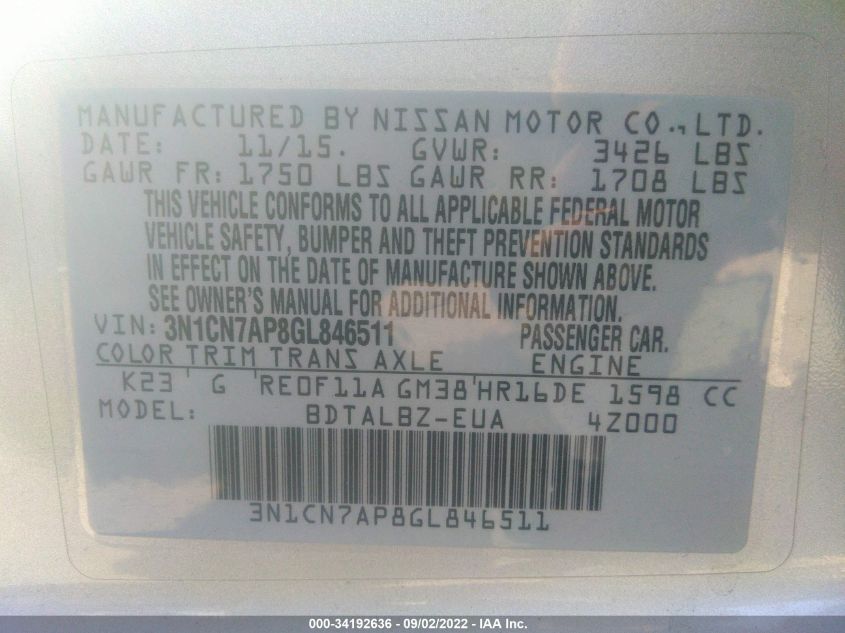 MANUFACTURED BY NISSAN MOTOR CO., LTD.
DATE: 11/15. GVWR: 3426 LBS
GAWR FR: 1750 LBS GAWR RR: 1708 LBS
THIS VEHICLE CONFORMS TO ALL APPLICABLE FEDERAL MOTOR
VEHICLE SAFETY, BUMPER AND THEFT PREVENTION STANDARDS
IN EFFECT ON THE DATE OF MANUFACTURE SHOWN ABOVE.
SEE OWNER'S MANUAL FOR ADDITIONAL INFORMATION.
VIN: 3N1CN7AP8GL846511 PASSENGER CAR.
COLOR TRIM TRANS AXLE ENGINE
K23 G RE0F11A GM38 HR16DE 1598 CC
MODEL: BDTALBZ-EUA 4Z000
3N1CN7AP8GL846511
000-34192636 - 09/02/2022 - IAA Inc.